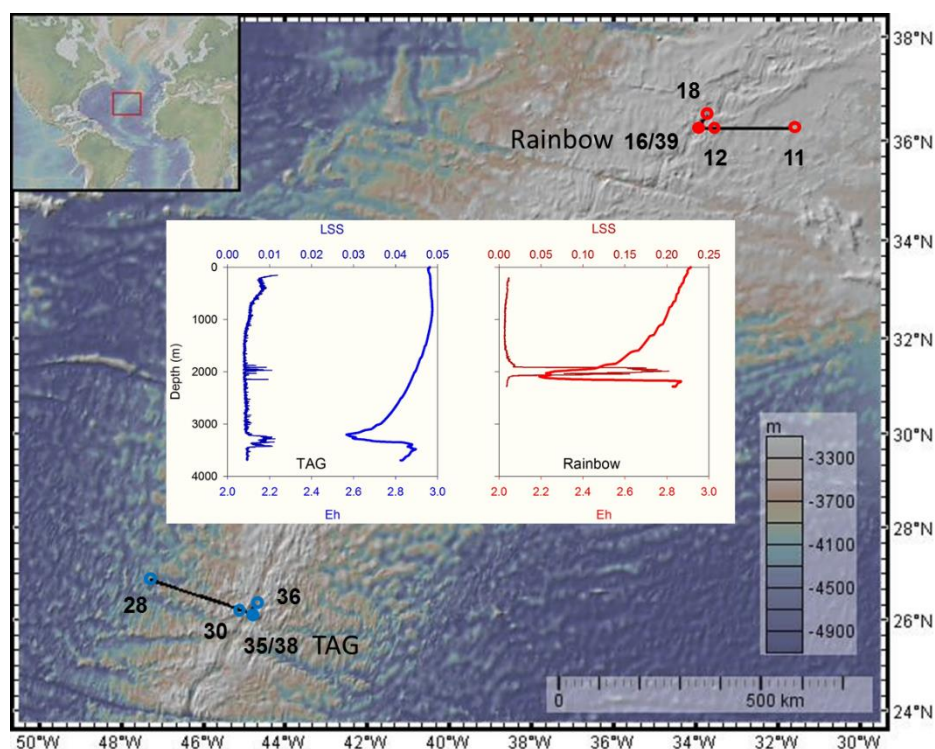 38°N
36°N
34°N
32°N
30°N
28°N
26°N
24°N
18
Rainbow 16/39
12
11
LSS
0.00 0.01 0.02 0.03 0.04 0.05
0
1000
2000
3000
4000
Depth (m)
TAG
2.0 2.2 2.4 2.6 2.8 3.0
Eh
LSS
0.00 0.05 0.10 0.15 0.20 0.25
Rainbow
2.0 2.2 2.4 2.6 2.8 3.0
Eh
m
-3300
-3700
-4100
-4500
-4900
28
30
36
35/38 TAG
0 500 km
50°W 48°W 46°W 44°W 42°W 40°W 38°W 36°W 34°W 32°W 30°W